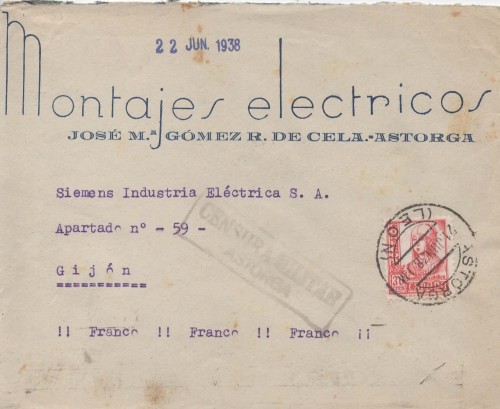 22 JUN. 1938
Montajes electricos
JOSÉ M.ª GÓMEZ R. DE CELA.-ASTORGA
Siemens Industria Eléctrica S. A.
Apartado nº - 59 -
Gijón
CENSURA MILITAR
ASTORGA
ASTORGA
(LEON)
30
¡¡ Franco !! Franco !! Franco ¡¡